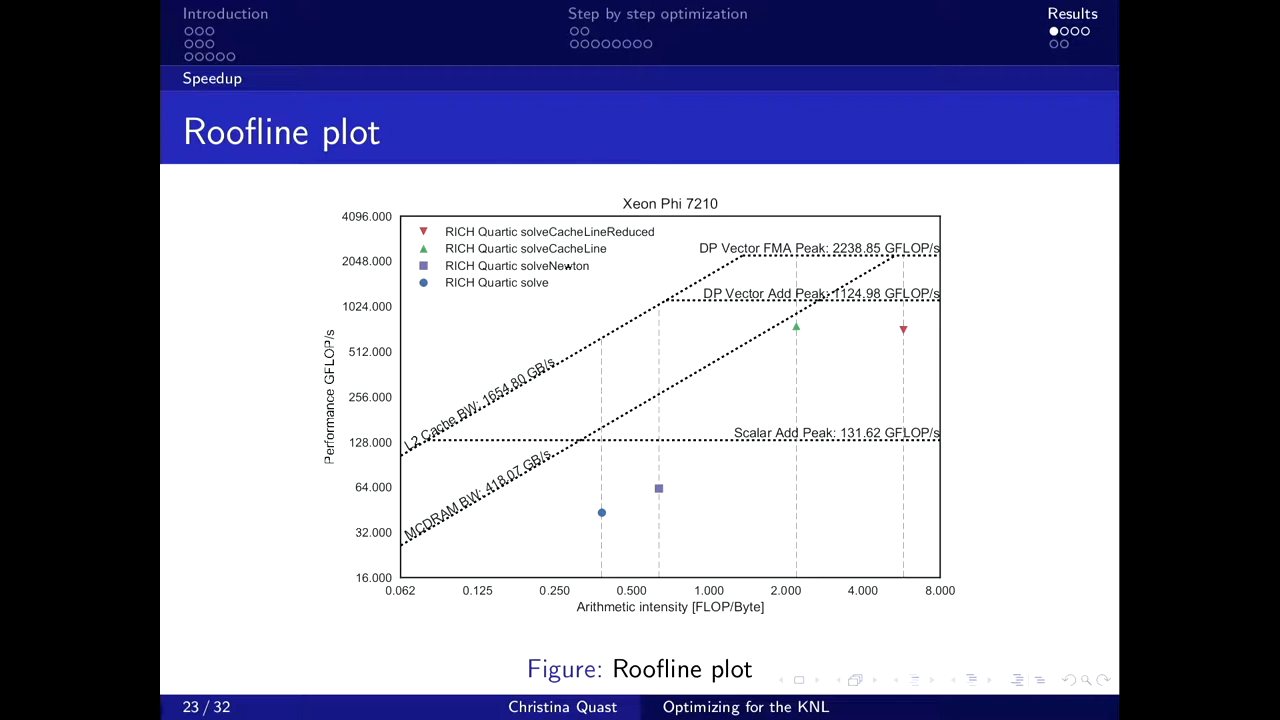 Introduction
Step by step optimization
Results
Speedup
Roofline plot
Xeon Phi 7210
4096.000
2048.000
1024.000
512.000
256.000
128.000
64.000
32.000
16.000
Performance GFLOP/s
RICH Quartic solveCacheLineReduced
RICH Quartic solveCacheLine
RICH Quartic solveNewton
RICH Quartic solve
DP Vector FMA Peak: 2238.85 GFLOP/s
DP Vector Add Peak: 1124.98 GFLOP/s
L2 Cache BW: 1654.80 GB/s
Scalar Add Peak: 131.62 GFLOP/s
MCDRAM BW: 418.07 GB/s
0.062 0.125 0.250 0.500 1.000 2.000 4.000 8.000
Arithmetic intensity [FLOP/Byte]
Figure: Roofline plot
23 / 32
Christina Quast
Optimizing for the KNL